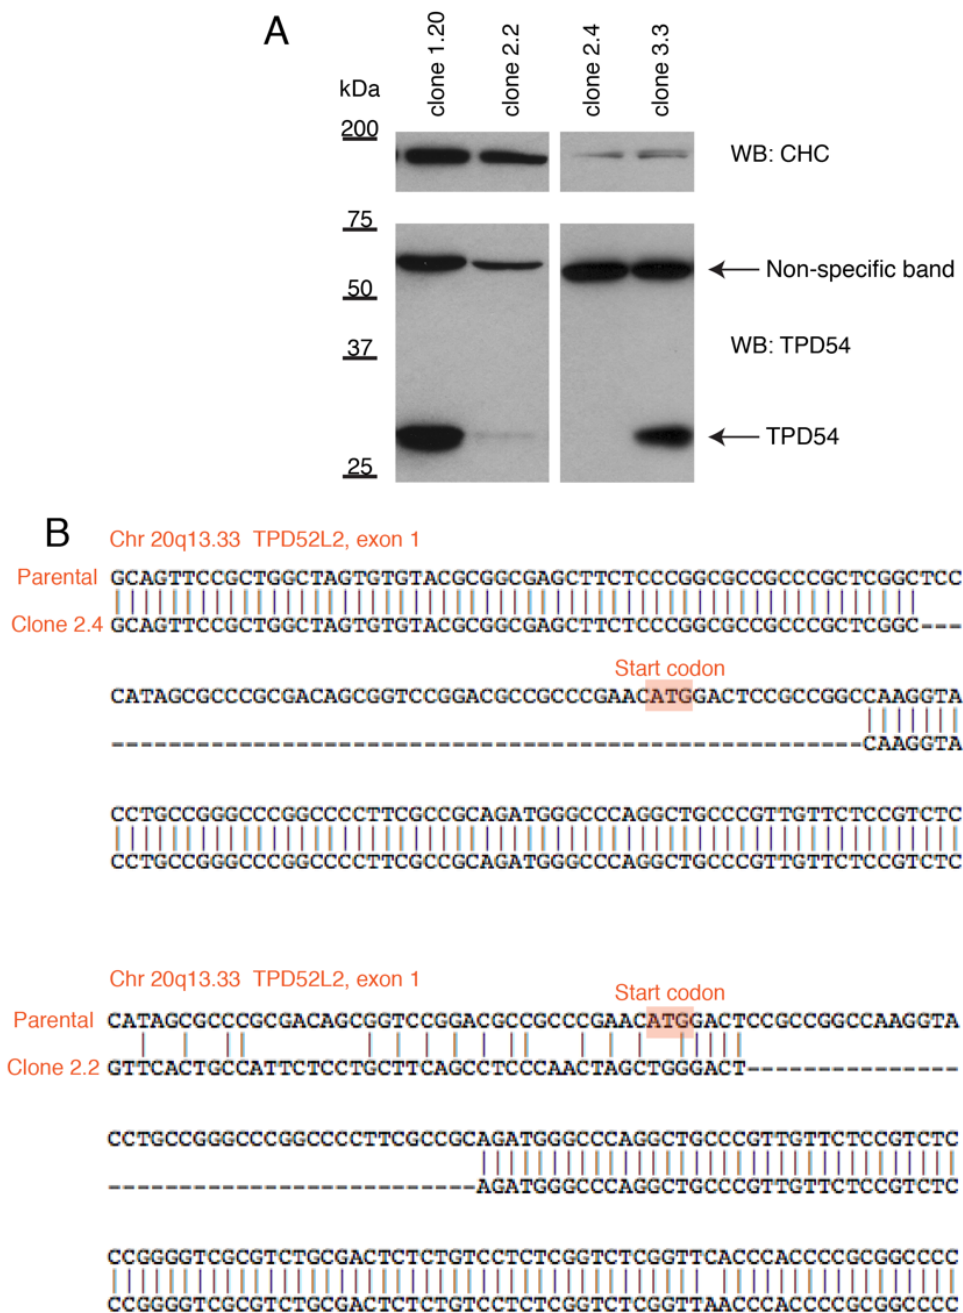 A
clone 1.20
clone 2.2
clone 2.4
clone 3.3
kDa
200
WB: CHC
75
Non-specific band
50
WB: TPD54
37
TPD54
25
B
Chr 20q13.33 TPD52L2, exon 1
Parental GCAGTTCCGCTGGCTAGTGTGTACGCGGCGAGCTTCTCCCGGCGCCGCCCGCTCGGCTCC
Clone 2.4 GCAGTTCCGCTGGCTAGTGTGTACGCGGCGAGCTTCTCCCGGCGCCGCCCGCTCGGC---
Start codon
CATAGCGCCCGCGACAGCGGTCCGGACGCCGCCCGAACATGGACTCCGCCGGCCAAGGTA
-----------------------------------------------------CAAGGTA
CCTGCCGGGCCCGGCCCCTTCGCCGCAGATGGGCCCAGGCTGCCCGTTGTTCTCCGTCTC
CCTGCCGGGCCCGGCCCCTTCGCCGCAGATGGGCCCAGGCTGCCCGTTGTTCTCCGTCTC
Chr 20q13.33 TPD52L2, exon 1
Start codon
Parental CATAGCGCCCGCGACAGCGGTCCGGACGCCGCCCGAACATGGACTCCGCCGGCCAAGGTA
Clone 2.2 GTTCACTGCCATTCTCCTGCTTCAGCCTCCCAACTAGCTGGGACT---------------
CCTGCCGGGCCCGGCCCCTTCGCCGCAGATGGGCCCAGGCTGCCCGTTGTTCTCCGTCTC
--------------------------AGATGGGCCCAGGCTGCCCGTTGTTCTCCGTCTC
CCGGGGTCGCGTCTGCGACTCTCTGTCCTCTCGGTCTCGGTTCACCCACCCCGCGGCCCC
CCGGGGTCGCGTCTGCGACTCTCTGTCCTCTCGGTCTCGGTTAACCCACCCCGCGGCCCC